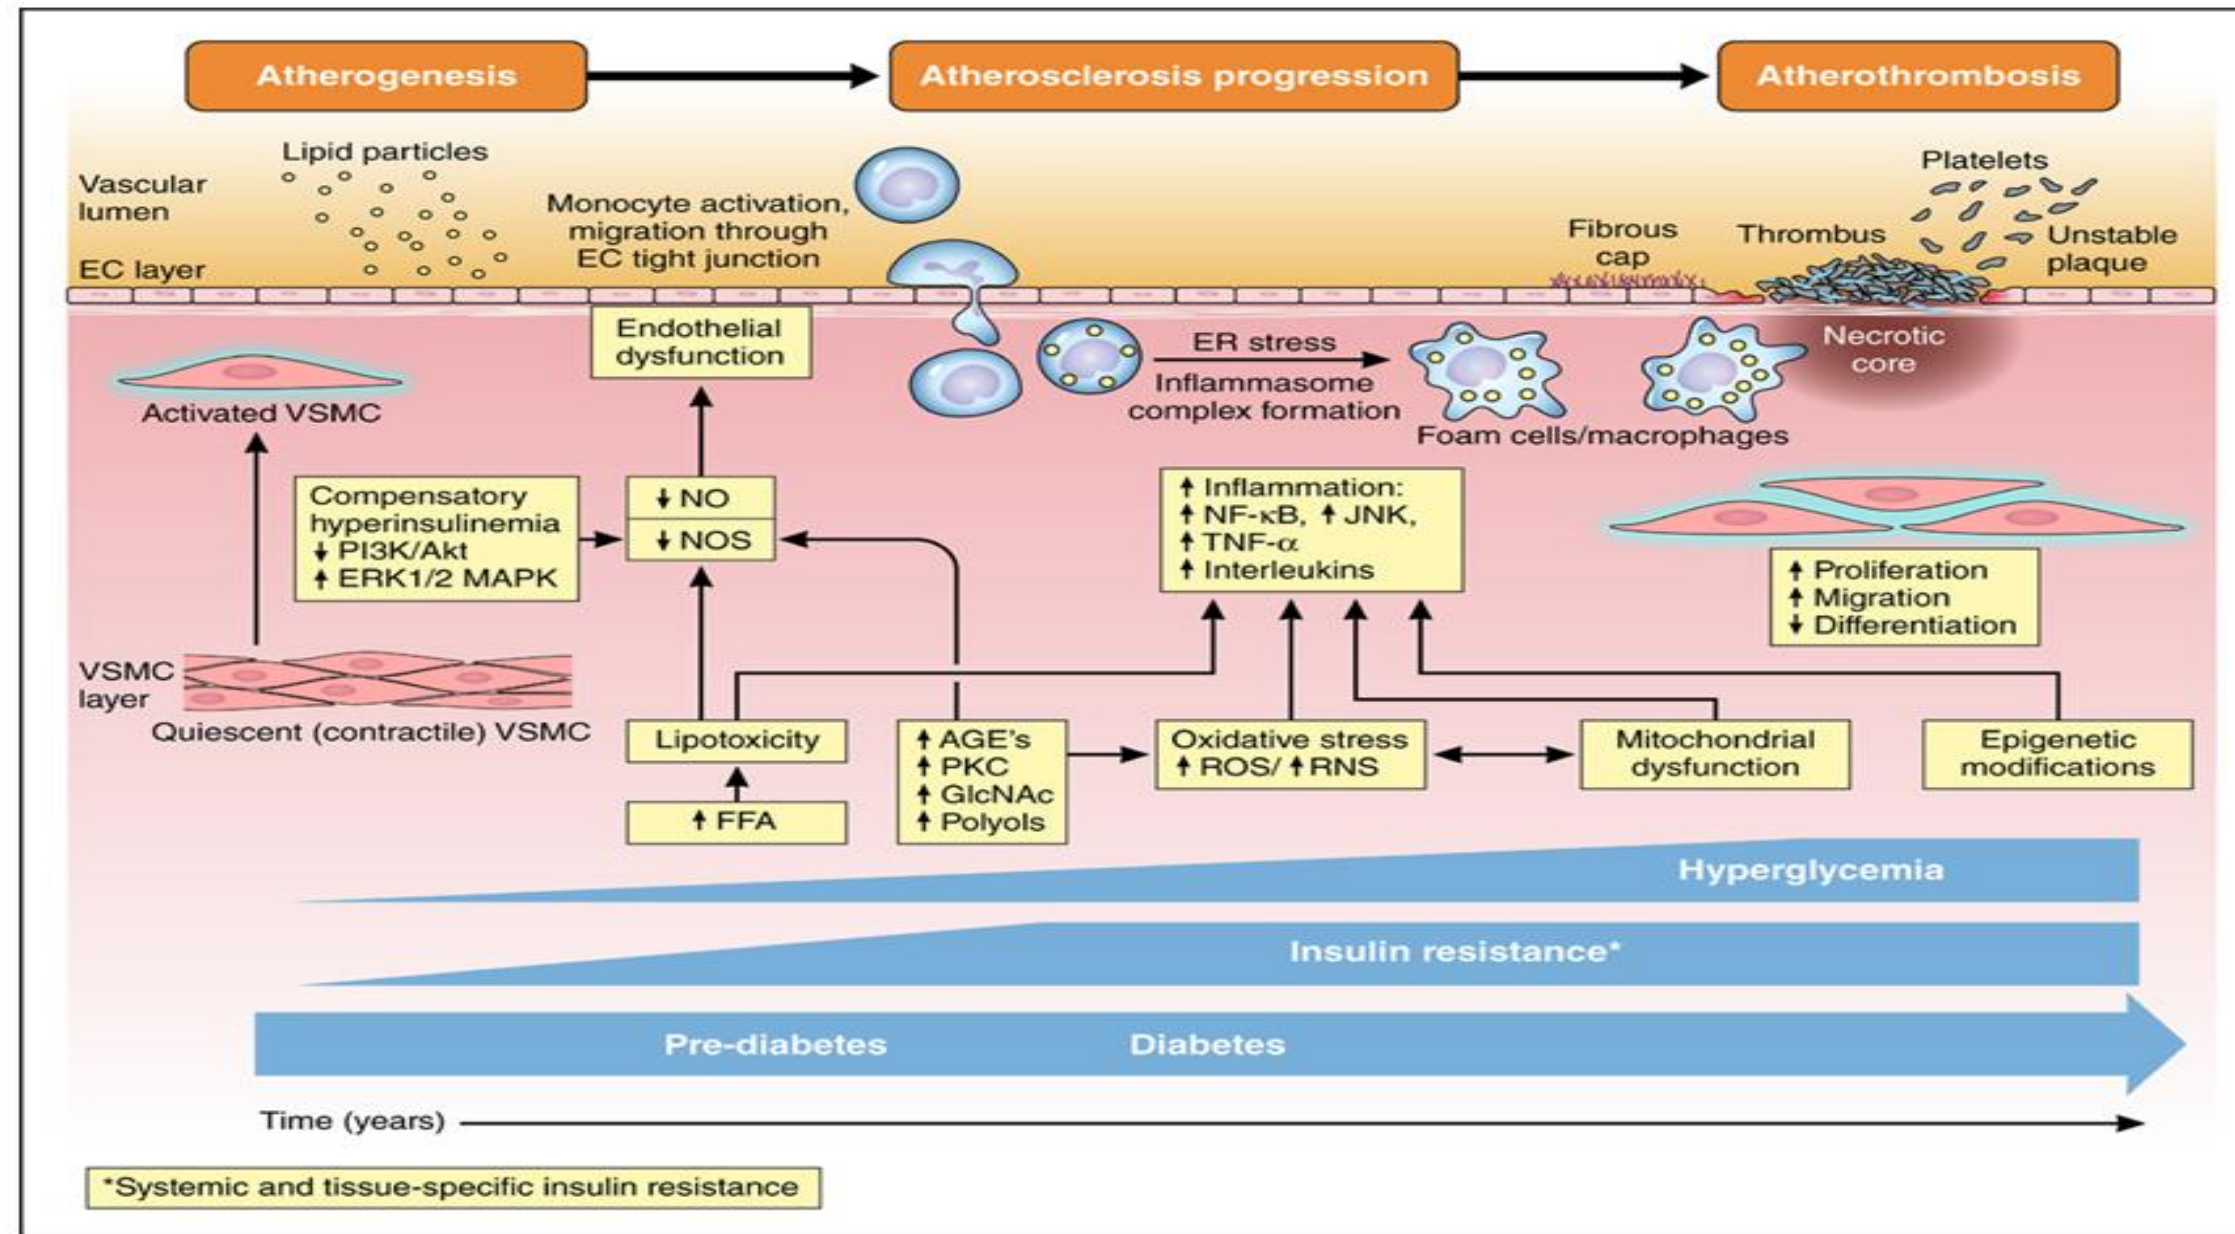 Atherogenesis
Atherosclerosis progression
Atherothrombosis
Lipid particles
Vascular
lumen
EC layer
Monocyte activation,
migration through
EC tight junction
Platelets
Fibrous
cap
Thrombus
Unstable
plaque
Endothelial
dysfunction
ER stress
Inflammasome
complex formation
Necrotic
core
Activated VSMC
Foam cells/macrophages
Compensatory
hyperinsulinemia
↓ PI3K/Akt
↑ ERK1/2 MAPK
↓ NO
↓ NOS
↑ Inflammation:
↑ NF-κB, ↑ JNK,
↑ TNF-α
↑ Interleukins
↑ Proliferation
↑ Migration
↓ Differentiation
VSMC
layer
Quiescent (contractile) VSMC
Lipotoxicity
↑ FFA
↑ AGE's
↑ PKC
↑ GlcNAc
↑ Polyols
Oxidative stress
↑ ROS/ ↑RNS
Mitochondrial
dysfunction
Epigenetic
modifications
Hyperglycemia
Insulin resistance*
Pre-diabetes
Diabetes
Time (years)
*Systemic and tissue-specific insulin resistance